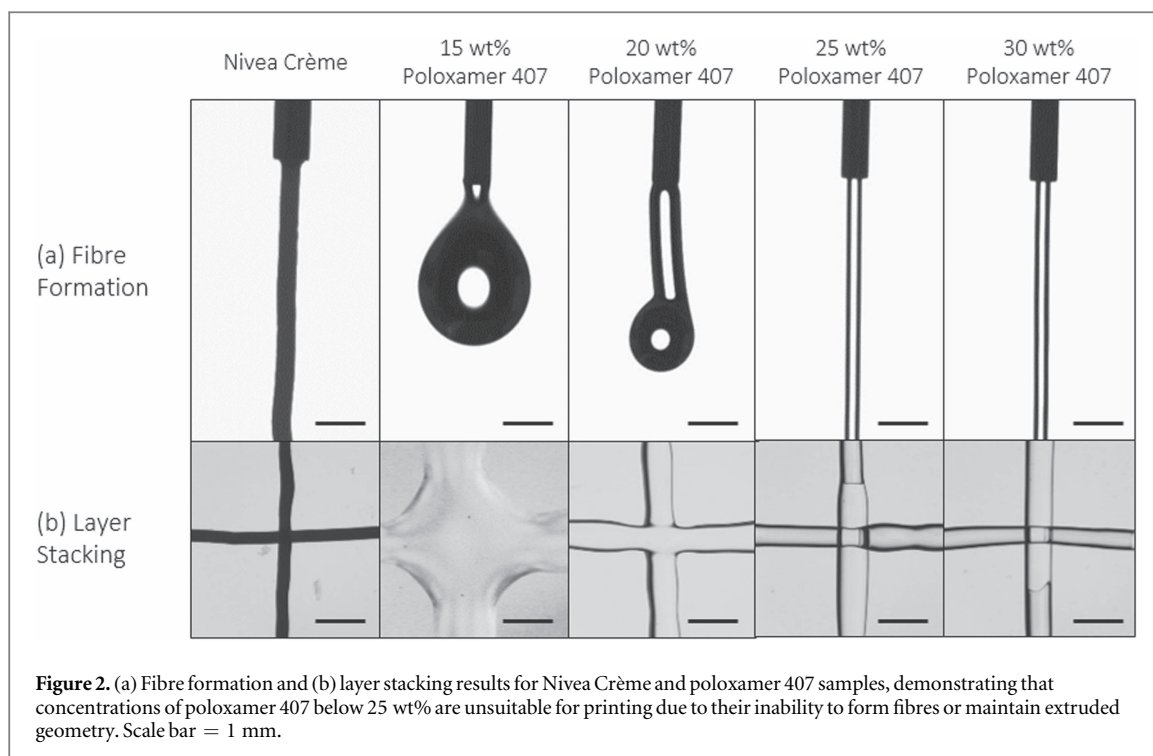 Nivea Crème
15 wt%
Poloxamer 407
20 wt%
Poloxamer 407
25 wt%
Poloxamer 407
30 wt%
Poloxamer 407
(a) Fibre
Formation
(b) Layer
Stacking
Figure 2. (a) Fibre formation and (b) layer stacking results for Nivea Crème and poloxamer 407 samples, demonstrating that
concentrations of poloxamer 407 below 25 wt% are unsuitable for printing due to their inability to form fibres or maintain extruded
geometry. Scale bar = 1 mm.